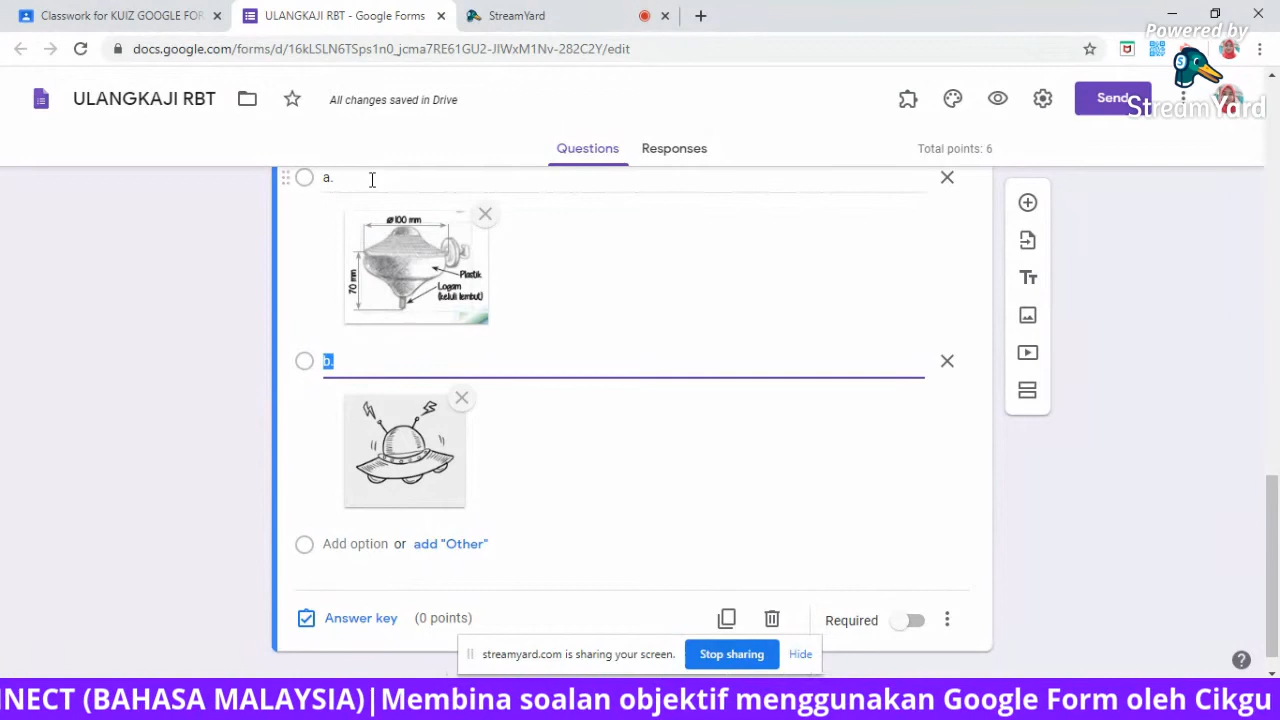 Classwork for KUIZ GOOGLE FOR
ULANGKAJI RBT - Google Forms
StreamYard
docs.google.com/forms/d/16kLSLN6TSps1n0_jcma7RE61GU2-JIWxM1Nv-282C2Y/edit
Powered by
StreamYard
ULANGKAJI RBT
All changes saved in Drive
Send
Questions
Responses
Total points: 6
a.
ø100 mm
70 mm
Plastik
Logam
(keluli lembut)
b.
Add option or add "Other"
Answer key (0 points)
Required
streamyard.com is sharing your screen.
Stop sharing
Hide
NNECT (BAHASA MALAYSIA)|Membina soalan objektif menggunakan Google Form oleh Cikgu